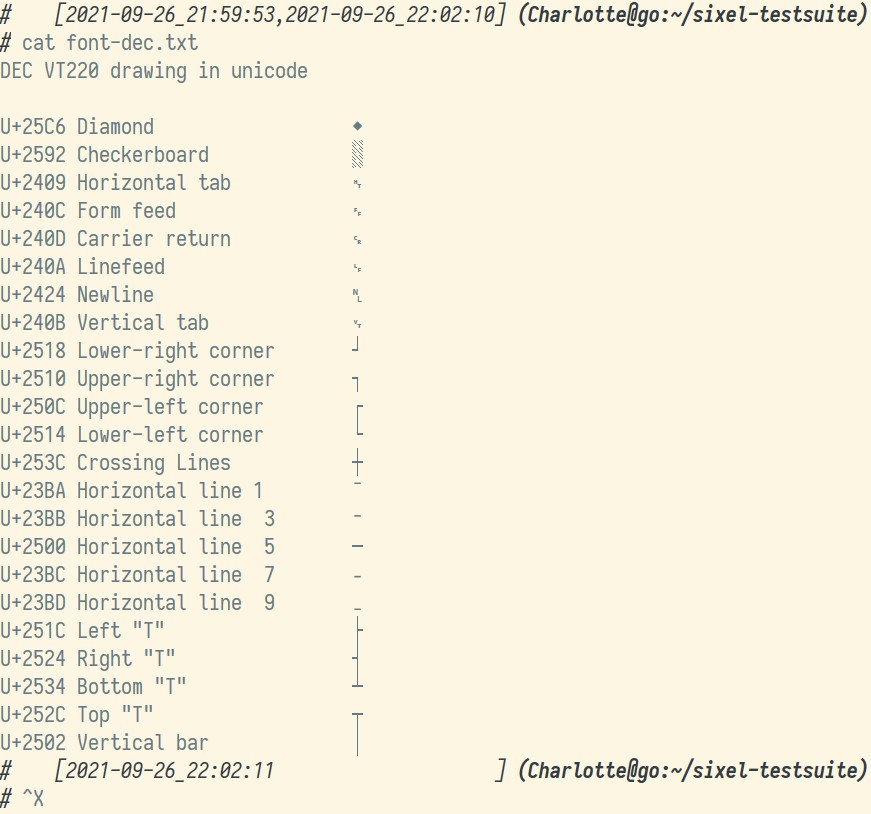 #    [2021-09-26_21:59:53,2021-09-26_22:02:10] (Charlotte@go:~/sixel-testsuite)
# cat font-dec.txt
DEC VT220 drawing in unicode

U+25C6 Diamond                  ◆
U+2592 Checkerboard             ▒
U+2409 Horizontal tab           ␉
U+240C Form feed                ␌
U+240D Carrier return           ␍
U+240A Linefeed                 ␊
U+2424 Newline                  ␤
U+240B Vertical tab             ␋
U+2518 Lower-right corner       ┘
U+2510 Upper-right corner       ┐
U+250C Upper-left corner        ┌
U+2514 Lower-left corner        └
U+253C Crossing Lines           ┼
U+23BA Horizontal line 1        ⎺
U+23BB Horizontal line  3       ⎻
U+2500 Horizontal line  5       ─
U+23BC Horizontal line  7       ⎼
U+23BD Horizontal line  9       ⎽
U+251C Left "T"                 ├
U+2524 Right "T"                ┤
U+2534 Bottom "T"               ┴
U+252C Top "T"                  ┬
U+2502 Vertical bar             │
#    [2021-09-26_22:02:11                    ] (Charlotte@go:~/sixel-testsuite)
# ^X